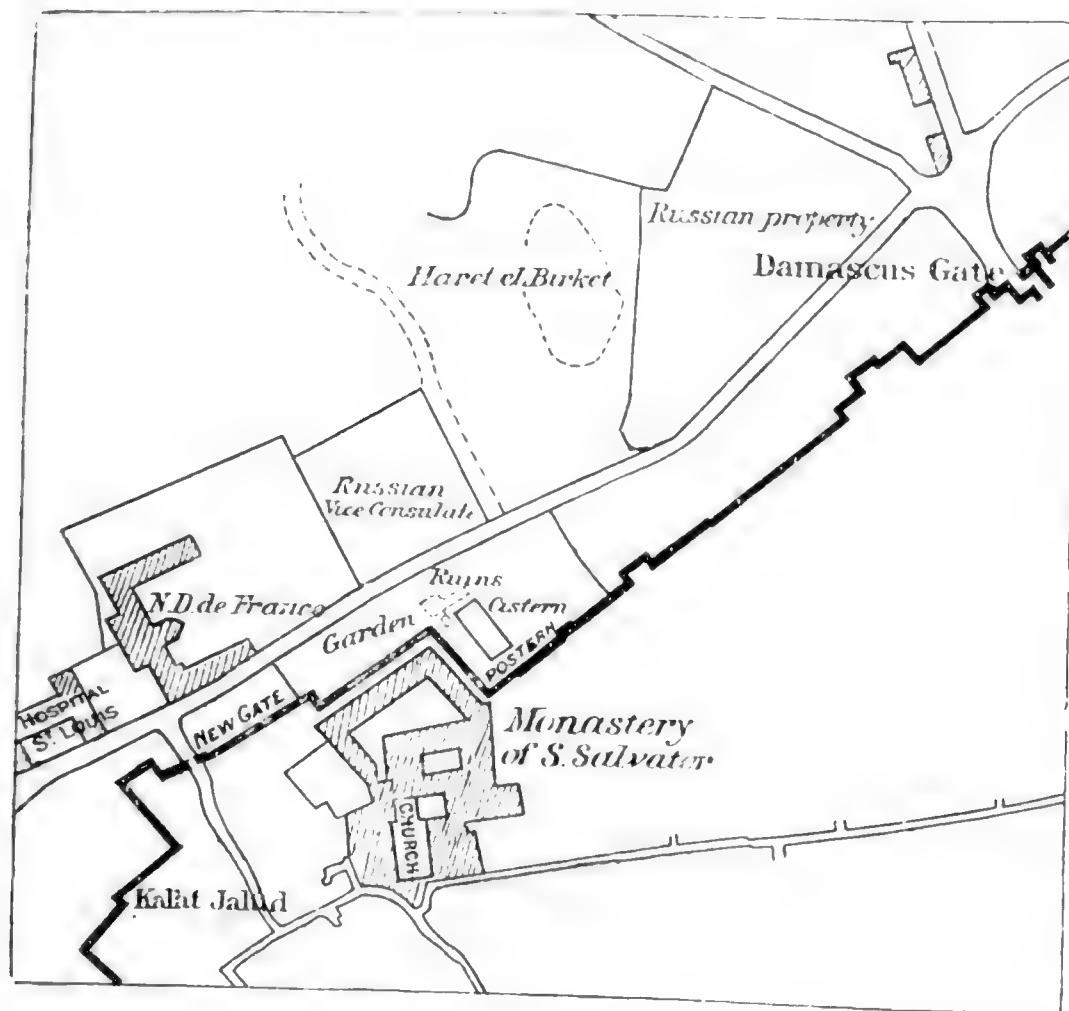 Russian property
Damascus Gate
Haret el.Birket
Russian
Vice Consulate
Ruins
Cistern
N.D. de France
Garden
POSTERN
HOSPITAL
ST. LOUIS
NEW GATE
Monastery
of S. Salvator
CHURCH
Kalat Jalud